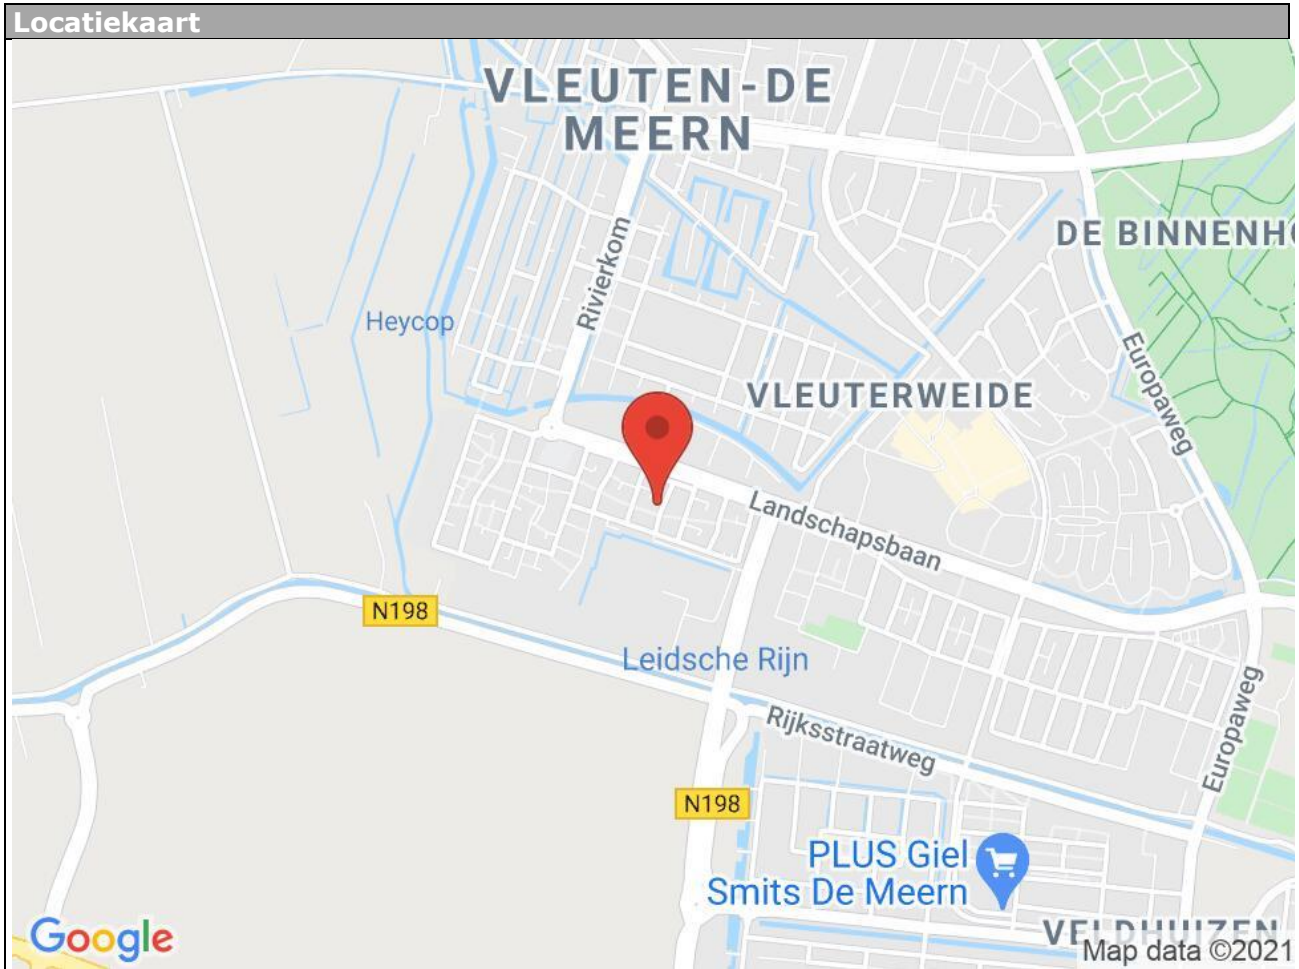 Locatiekaart
VLEUTEN-DE
MEERN
DE BINNENHO
Rivierkom
Heycop
Europaweg
VLEUTERWEIDE
Landschapsbaan
N198
Leidsche Rijn
Rijksstraatweg
Europaweg
N198
PLUS Giel
Smits De Meern
VELDHUIZEN
Google
Map data ©2021